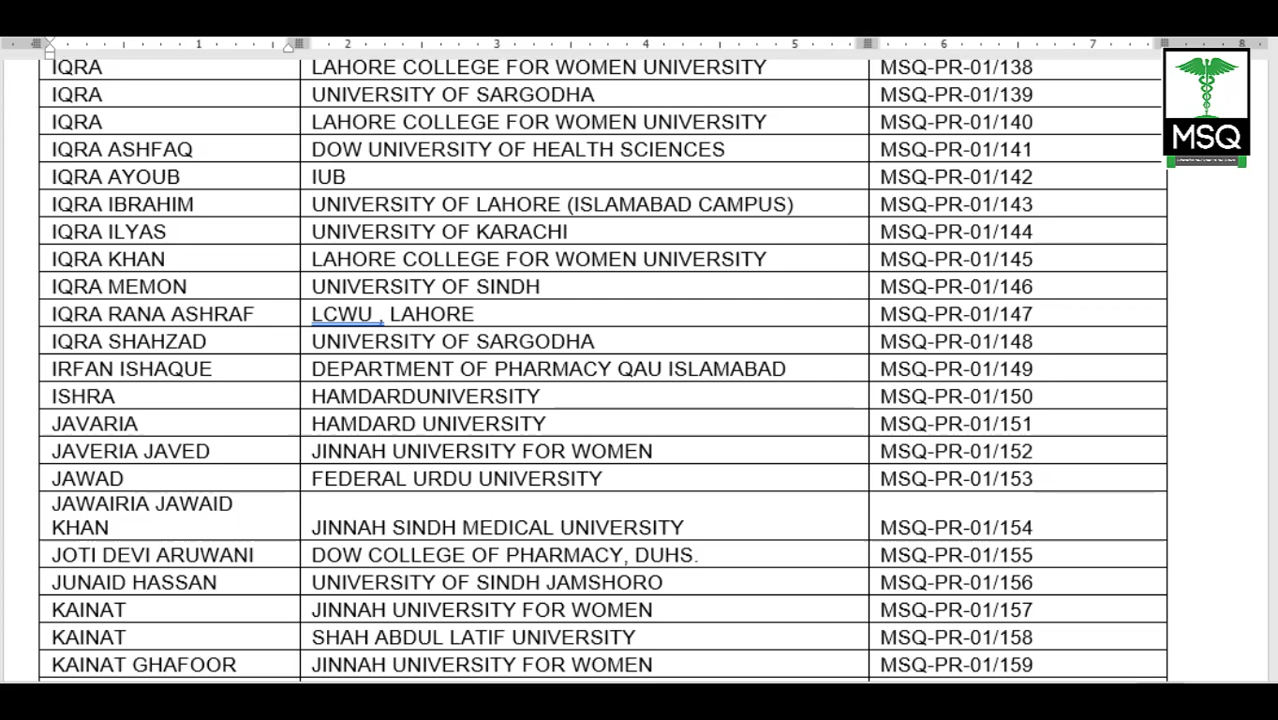 1 2 3 4 5 6 7 8
IQRA LAHORE COLLEGE FOR WOMEN UNIVERSITY MSQ-PR-01/138
IQRA UNIVERSITY OF SARGODHA MSQ-PR-01/139
IQRA LAHORE COLLEGE FOR WOMEN UNIVERSITY MSQ-PR-01/140
MSQ
IQRA ASHFAQ DOW UNIVERSITY OF HEALTH SCIENCES MSQ-PR-01/141
IQRA AYOUB IUB MSQ-PR-01/142
IQRA IBRAHIM UNIVERSITY OF LAHORE (ISLAMABAD CAMPUS) MSQ-PR-01/143
IQRA ILYAS UNIVERSITY OF KARACHI MSQ-PR-01/144
IQRA KHAN LAHORE COLLEGE FOR WOMEN UNIVERSITY MSQ-PR-01/145
IQRA MEMON UNIVERSITY OF SINDH MSQ-PR-01/146
IQRA RANA ASHRAF LCWU , LAHORE MSQ-PR-01/147
IQRA SHAHZAD UNIVERSITY OF SARGODHA MSQ-PR-01/148
IRFAN ISHAQUE DEPARTMENT OF PHARMACY QAU ISLAMABAD MSQ-PR-01/149
ISHRA HAMDARDUNIVERSITY MSQ-PR-01/150
JAVARIA HAMDARD UNIVERSITY MSQ-PR-01/151
JAVERIA JAVED JINNAH UNIVERSITY FOR WOMEN MSQ-PR-01/152
JAWAD FEDERAL URDU UNIVERSITY MSQ-PR-01/153
JAWAIRIA JAWAID
KHAN JINNAH SINDH MEDICAL UNIVERSITY MSQ-PR-01/154
JOTI DEVI ARUWANI DOW COLLEGE OF PHARMACY, DUHS. MSQ-PR-01/155
JUNAID HASSAN UNIVERSITY OF SINDH JAMSHORO MSQ-PR-01/156
KAINAT JINNAH UNIVERSITY FOR WOMEN MSQ-PR-01/157
KAINAT SHAH ABDUL LATIF UNIVERSITY MSQ-PR-01/158
KAINAT GHAFOOR JINNAH UNIVERSITY FOR WOMEN MSQ-PR-01/159